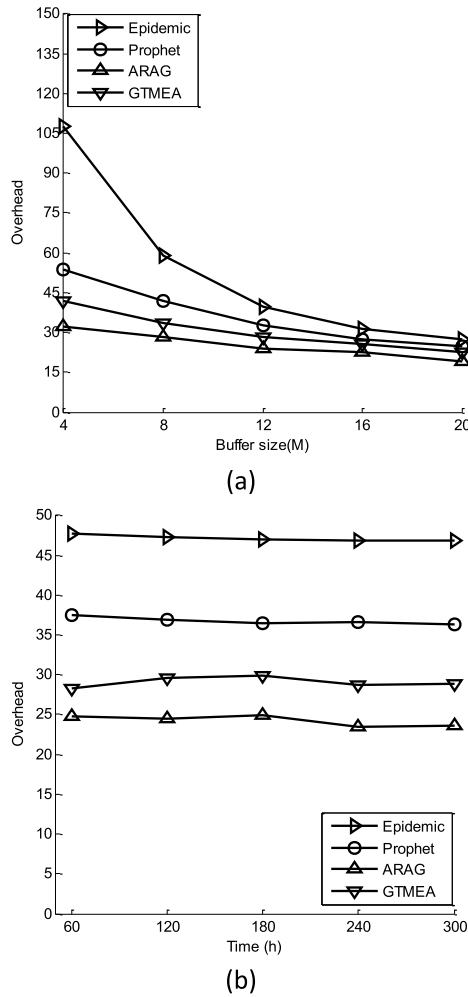 150
135
120
105
90
75
60
45
30
15
0
Overhead
Epidemic
Prophet
ARAG
GTMEA
4 8 12 16 20
Buffer size(M)
(a)
50
45
40
35
30
25
20
15
10
5
0
Overhead
Epidemic
Prophet
ARAG
GTMEA
60 120 180 240 300
Time (h)
(b)